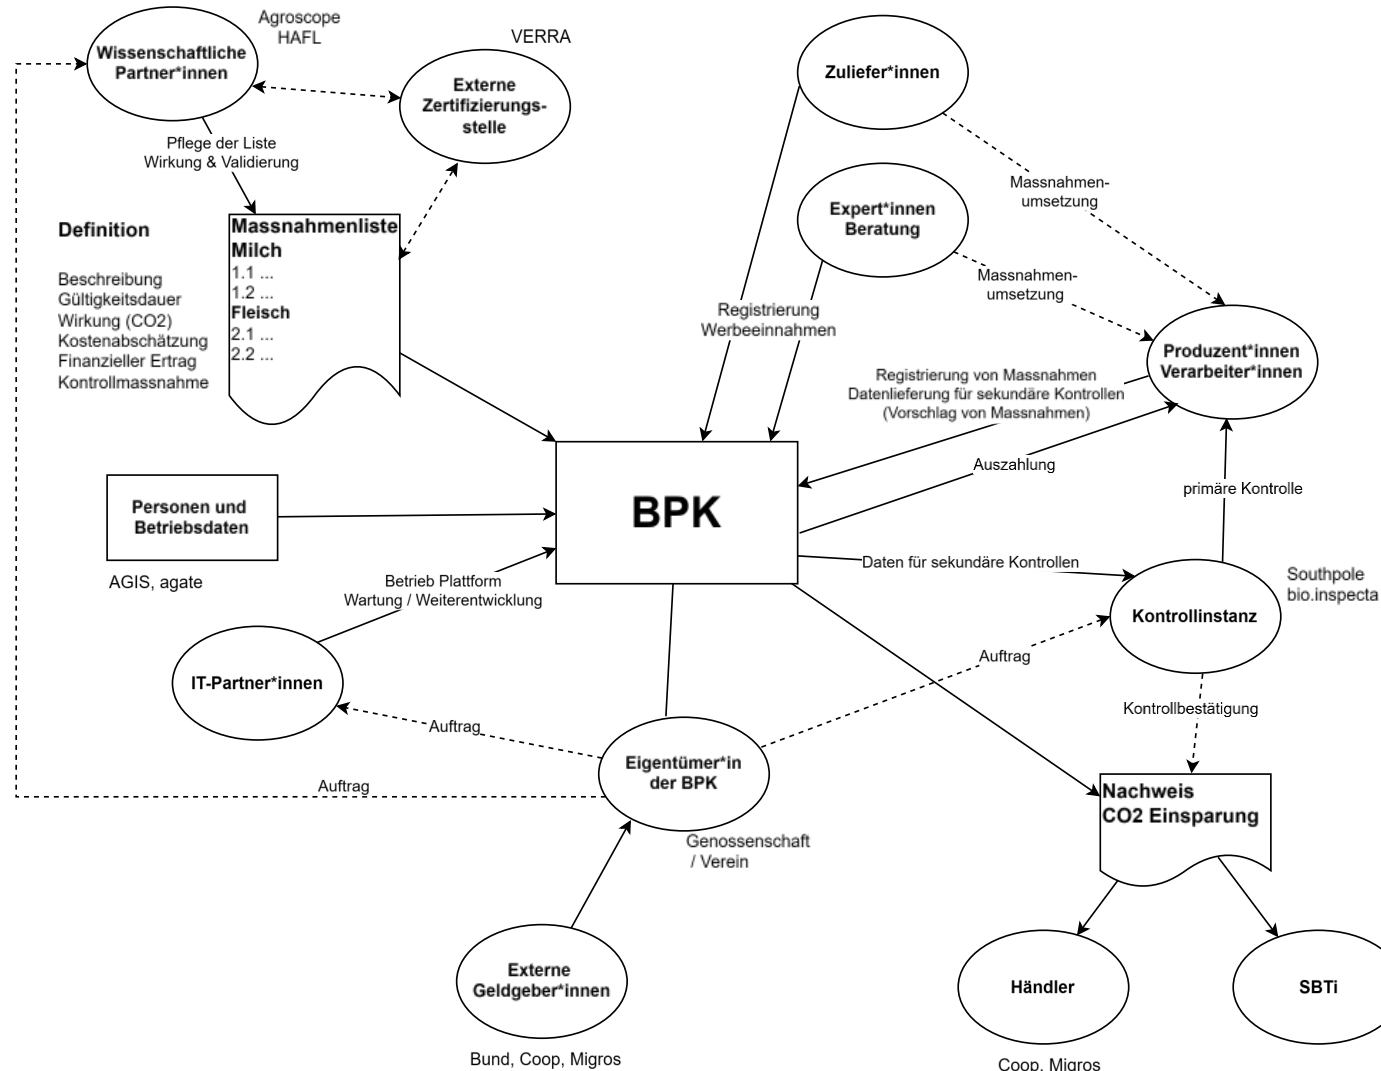 Agroscope
HAFL
Wissenschaftliche
Partner*innen
VERRA
Externe
Zertifizierungs-
stelle
Zuliefer*innen
Pflege der Liste
Wirkung & Validierung
Massnahmen-
umsetzung
Expert*innen
Beratung
Definition
Beschreibung
Gültigkeitsdauer
Wirkung (CO2)
Kostenabschätzung
Finanzieller Ertrag
Kontrollmassnahme
Massnahmenliste
Milch
1.1 ...
1.2 ...
Fleisch
2.1 ...
2.2 ...
Massnahmen-
umsetzung
Registrierung
Werbeeinnahmen
Produzent*innen
Verarbeiter*innen
Registrierung von Massnahmen
Datenlieferung für sekundäre Kontrollen
(Vorschlag von Massnahmen)
Auszahlung
primäre Kontrolle
BPK
Personen und
Betriebsdaten
AGIS, agate
Daten für sekundäre Kontrollen
Betrieb Plattform
Wartung / Weiterentwicklung
Southpole
bio.inspecta
Kontrollinstanz
Auftrag
IT-Partner*innen
Auftrag
Kontrollbestätigung
Eigentümer*in
der BPK
Auftrag
Nachweis
CO2 Einsparung
Genossenschaft
/ Verein
Externe
Geldgeber*innen
Bund, Coop, Migros
Händler
SBTi
Coop, Migros